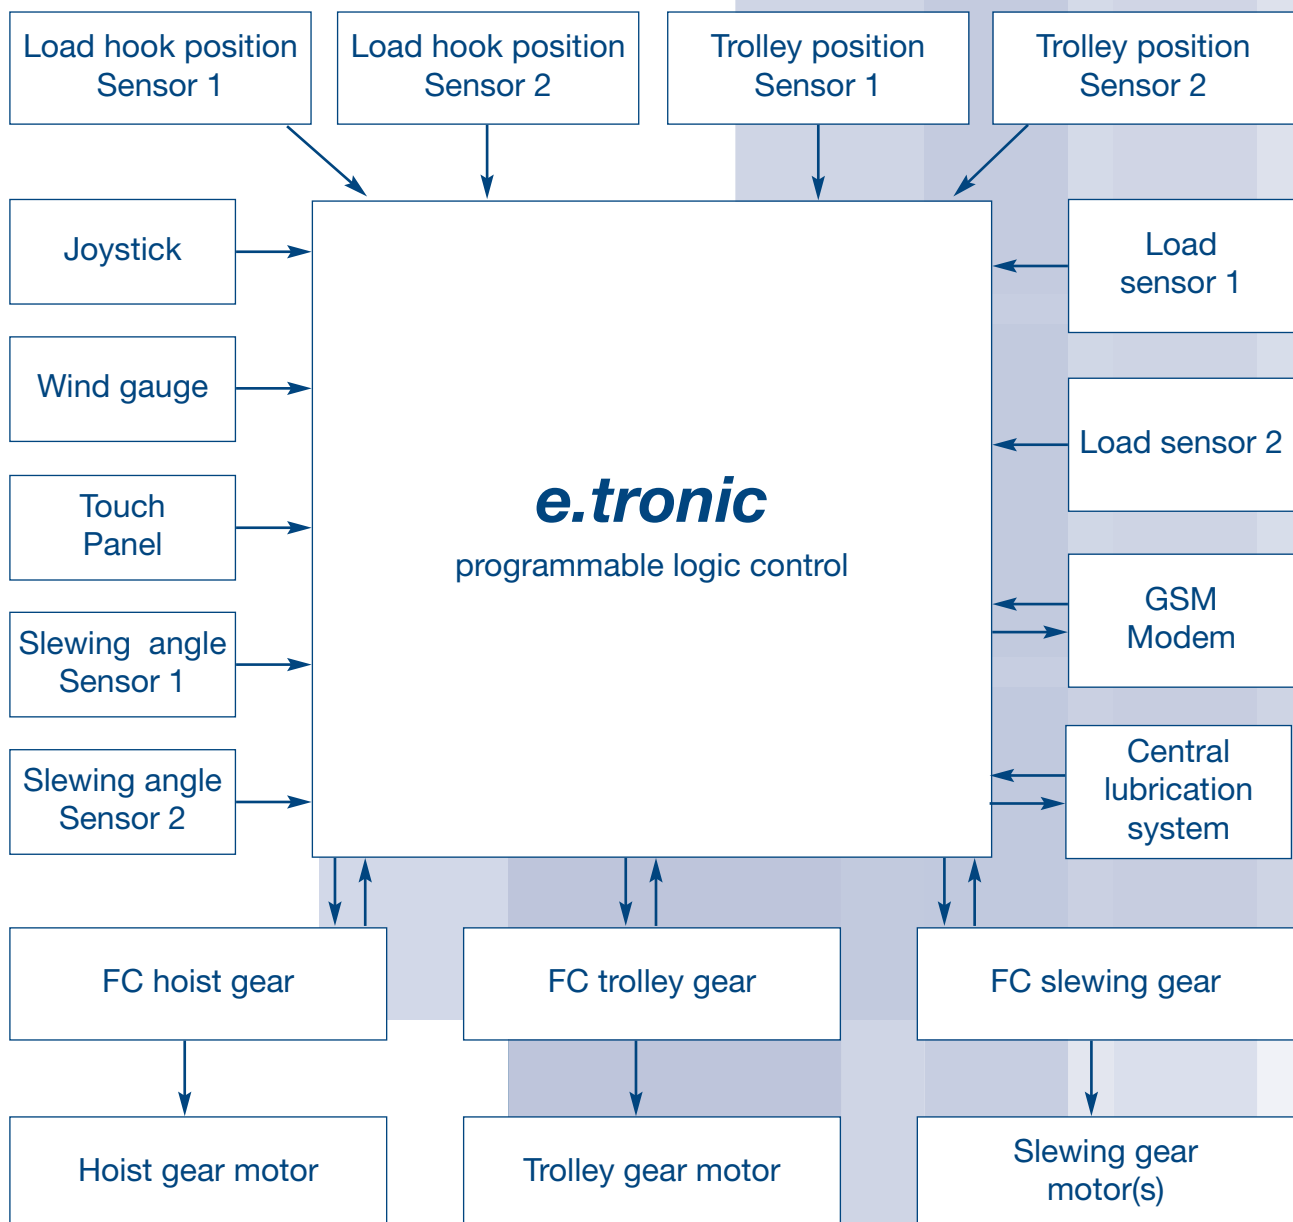 Load hook position
Sensor 1
Load hook position
Sensor 2
Trolley position
Sensor 1
Trolley position
Sensor 2
Joystick
Load
sensor 1
Wind gauge
Load sensor 2
Touch
Panel
e.tronic
programmable logic control
GSM
Modem
Slewing angle
Sensor 1
Slewing angle
Sensor 2
Central
lubrication
system
FC hoist gear
FC trolley gear
FC slewing gear
Hoist gear motor
Trolley gear motor
Slewing gear
motor(s)